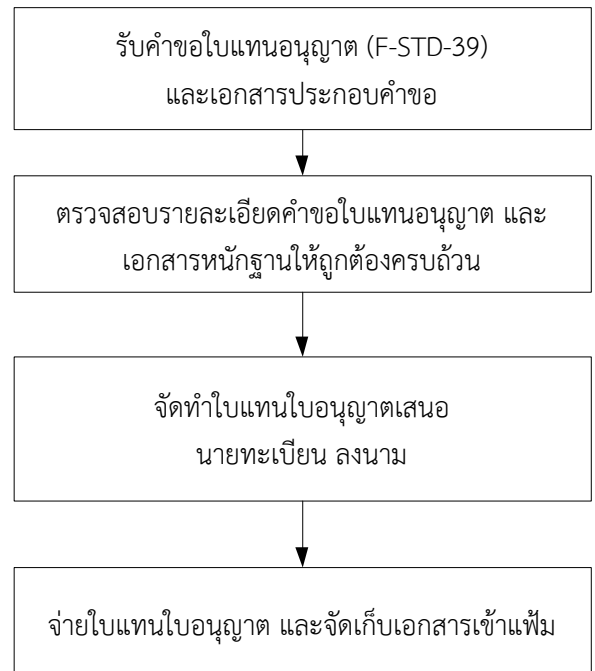 รับคำขอใบแทนอนุญาต (F-STD-39)
และเอกสารประกอบคำขอ
ตรวจสอบรายละเอียดคำขอใบแทนอนุญาต และ
เอกสารหนักฐานให้ถูกต้องครบถ้วน
จัดทำใบแทนใบอนุญาตเสนอ
นายทะเบียน ลงนาม
จ่ายใบแทนใบอนุญาต และจัดเก็บเอกสารเข้าแฟ้ม